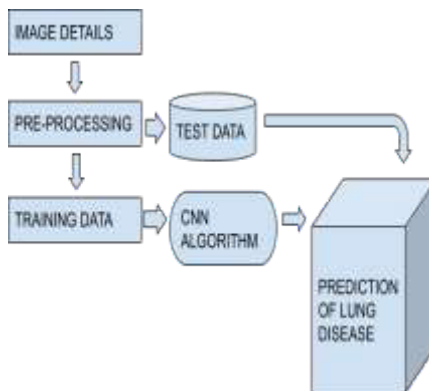 IMAGE DETAILS
PRE-PROCESSING
TEST DATA
TRAINING DATA
CNN
ALGORITHM
PREDICTION
OF LUNG
DISEASE